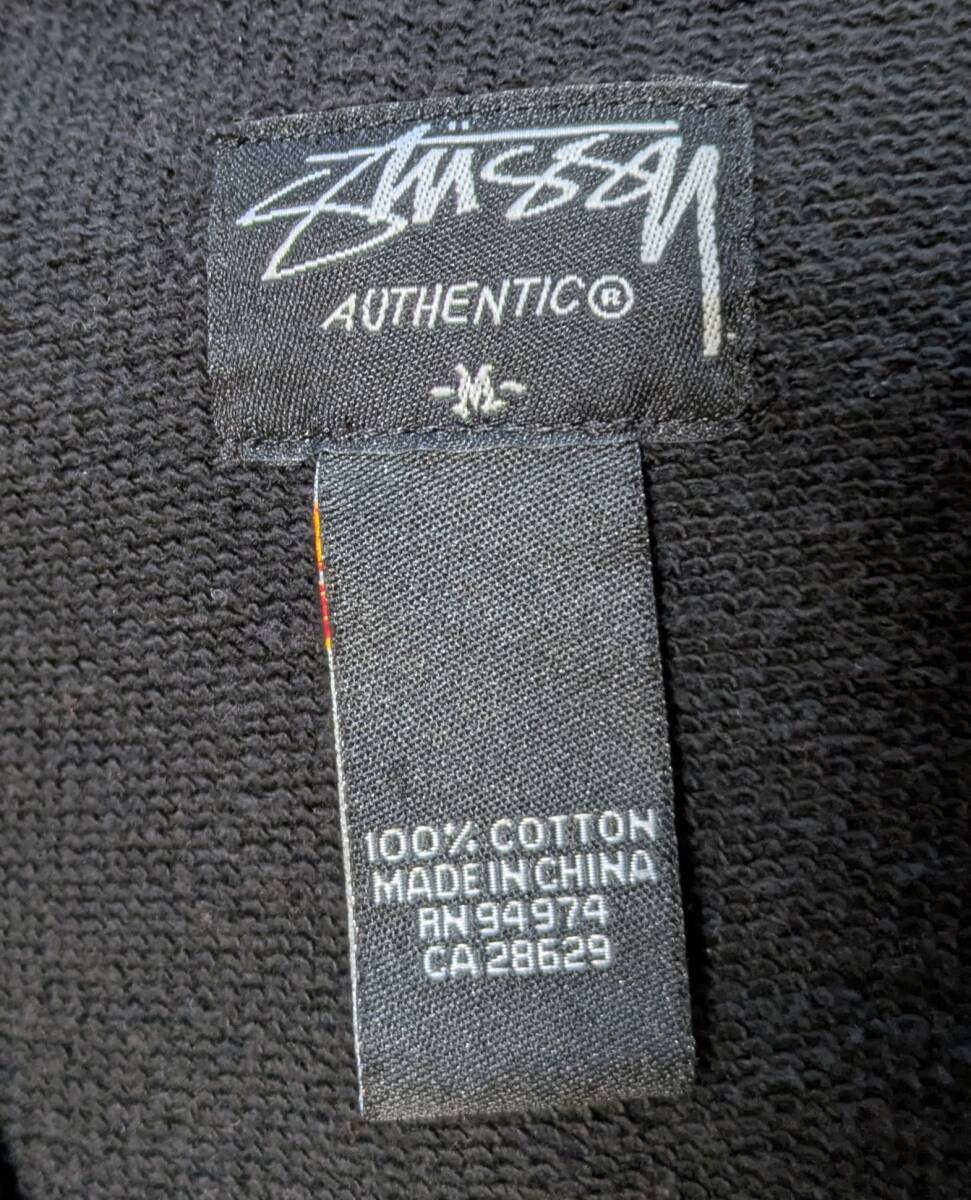 Stüssy
AUTHENTIC®
-M-
100% COTTON
MADE IN CHINA
RN 94974
CA 28629